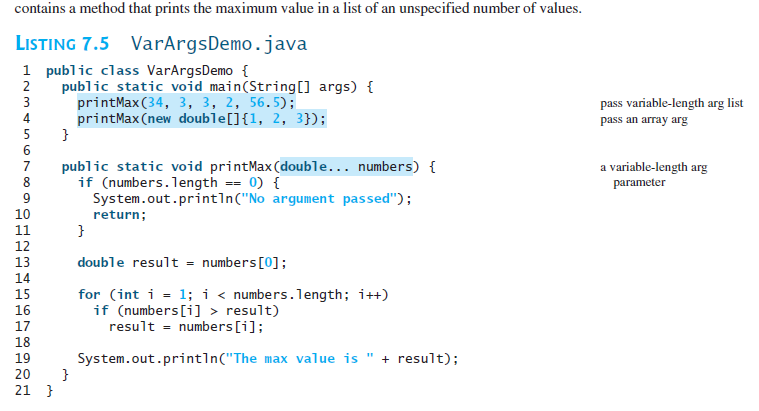 contains a method that prints the maximum value in a list of an unspecified number of values.
LISTING 7.5 VarArgsDemo.java
1 public class VarArgsDemo {
2 public static void main(String[] args) {
3 printMax(34, 3, 3, 2, 56.5); pass variable-length arg list
4 printMax(new double[]{1, 2, 3}); pass an array arg
5 }
6
7 public static void printMax(double... numbers) { a variable-length arg
8 if (numbers.length == 0) { parameter
9 System.out.println("No argument passed");
10 return;
11 }
12
13 double result = numbers[0];
14
15 for (int i = 1; i < numbers.length; i++)
16 if (numbers[i] > result)
17 result = numbers[i];
18
19 System.out.println("The max value is " + result);
20 }
21 }